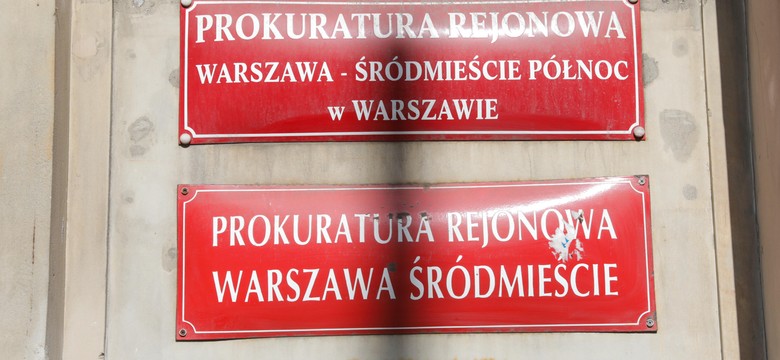 PROKURATURA REJONOWA
WARSZAWA - ŚRÓDMIEŚCIE PÓŁNOC
w WARSZAWIE
PROKURATURA REJONOWA
WARSZAWA ŚRÓDMIEŚCIE